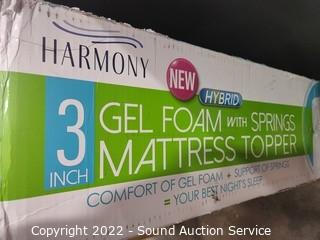 HARMONY
NEW
HYBRID
3
INCH
GEL FOAM WITH SPRINGS
MATTRESS TOPPER
COMFORT OF GEL FOAM + SUPPORT OF SPRINGS
= YOUR BEST NIGHT'S SLEEP
Copyright 2022 - Sound Auction Service